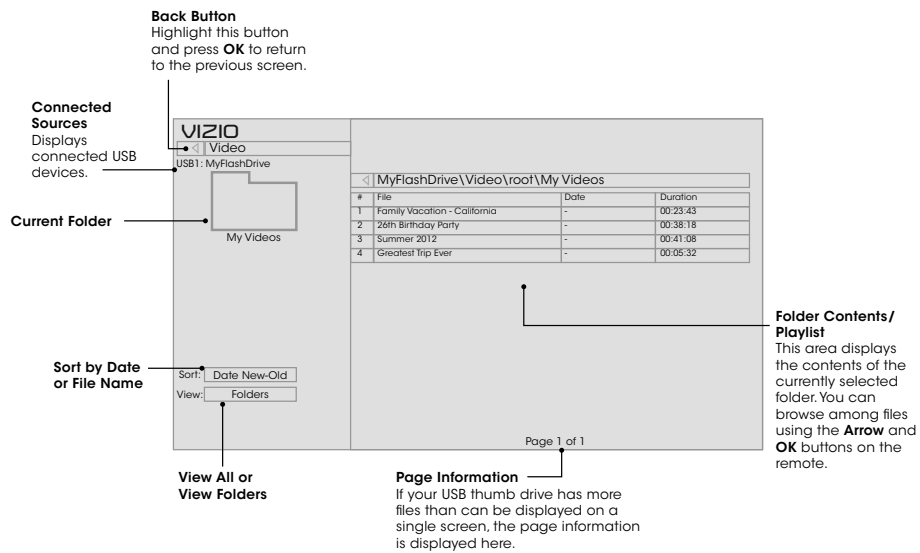 Back Button
Highlight this button
and press OK to return
to the previous screen.
Connected
Sources
Displays
connected USB
devices.
Current Folder
Sort by Date
or File Name
View All or
View Folders
VIZIO
Video
USB1: MyFlashDrive
My Videos
Sort: Date New-Old
View: Folders
MyFlashDrive\Video\root\My Videos
# File Date Duration
1 Family Vacation - California - 00:23:43
2 26th Birthday Party - 00:38:18
3 Summer 2012 - 00:41:08
4 Greatest Trip Ever - 00:05:32
Page 1 of 1
Page Information
If your USB thumb drive has more
files than can be displayed on a
single screen, the page information
is displayed here.
Folder Contents/
Playlist
This area displays
the contents of the
currently selected
folder. You can
browse among files
using the Arrow and
OK buttons on the
remote.